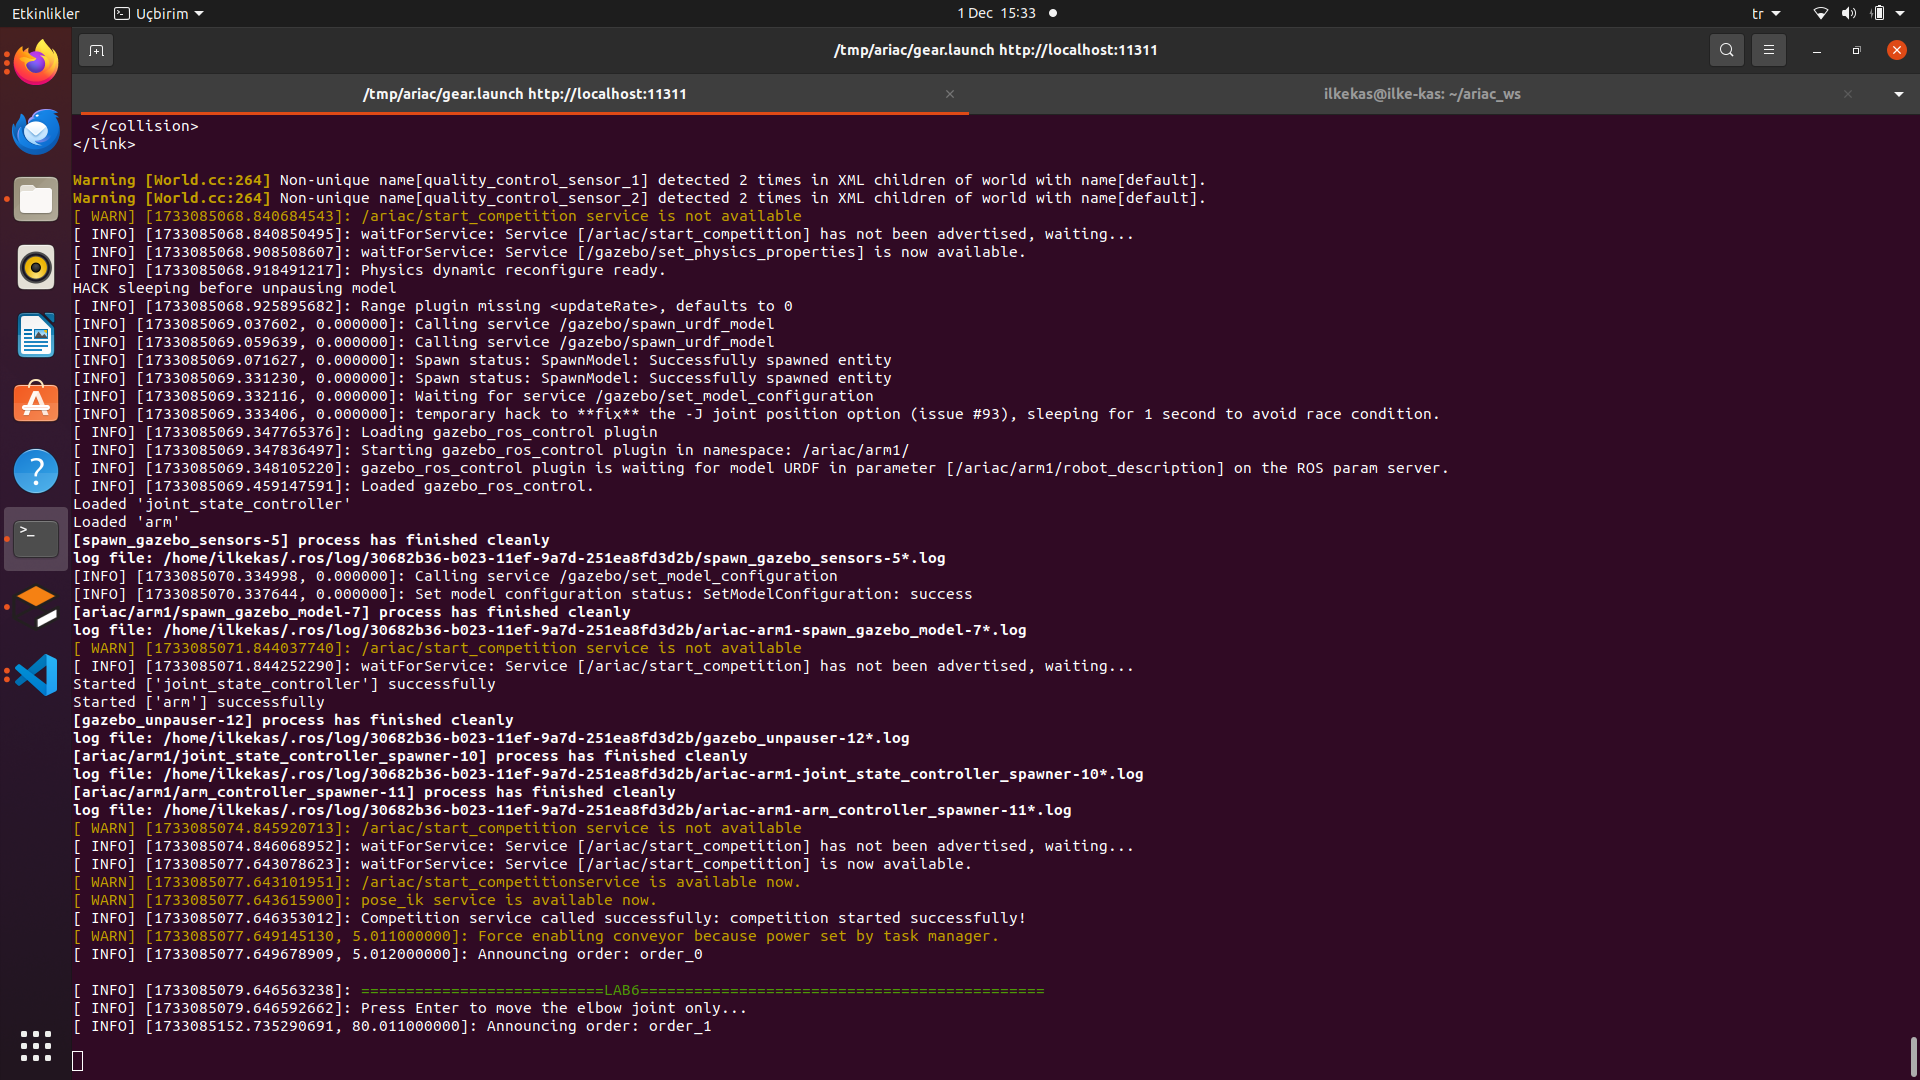 Etkinlikler
Uçbirim
1 Dec 15:33
tr
/tmp/ariac/gear.launch http://localhost:11311
/tmp/ariac/gear.launch http://localhost:11311
ilkekas@ilke-kas: ~/ariac_ws
</collision>
</link>
Warning [World.cc:264] Non-unique name[quality_control_sensor_1] detected 2 times in XML children of world with name[default].
Warning [World.cc:264] Non-unique name[quality_control_sensor_2] detected 2 times in XML children of world with name[default].
[ WARN] [1733085068.840684543]: /ariac/start_competition service is not available
[ INFO] [1733085068.840850495]: waitForService: Service [/ariac/start_competition] has not been advertised, waiting...
[ INFO] [1733085068.908508607]: waitForService: Service [/gazebo/set_physics_properties] is now available.
[ INFO] [1733085068.918491217]: Physics dynamic reconfigure ready.
HACK sleeping before unpausing model
[ INFO] [1733085068.925895682]: Range plugin missing <updateRate>, defaults to 0
[INFO] [1733085069.037602, 0.000000]: Calling service /gazebo/spawn_urdf_model
[INFO] [1733085069.059639, 0.000000]: Calling service /gazebo/spawn_urdf_model
[INFO] [1733085069.071627, 0.000000]: Spawn status: SpawnModel: Successfully spawned entity
[INFO] [1733085069.331230, 0.000000]: Spawn status: SpawnModel: Successfully spawned entity
[INFO] [1733085069.332116, 0.000000]: Waiting for service /gazebo/set_model_configuration
[INFO] [1733085069.333406, 0.000000]: temporary hack to **fix** the -J joint position option (issue #93), sleeping for 1 second to avoid race condition.
[ INFO] [1733085069.347765376]: Loading gazebo_ros_control plugin
[ INFO] [1733085069.347836497]: Starting gazebo_ros_control plugin in namespace: /ariac/arm1/
[ INFO] [1733085069.348105220]: gazebo_ros_control plugin is waiting for model URDF in parameter [/ariac/arm1/robot_description] on the ROS param server.
[ INFO] [1733085069.459147591]: Loaded gazebo_ros_control.
Loaded 'joint_state_controller'
Loaded 'arm'
[spawn_gazebo_sensors-5] process has finished cleanly
log file: /home/ilkekas/.ros/log/30682b36-b023-11ef-9a7d-251ea8fd3d2b/spawn_gazebo_sensors-5*.log
[INFO] [1733085070.334998, 0.000000]: Calling service /gazebo/set_model_configuration
[INFO] [1733085070.337644, 0.000000]: Set model configuration status: SetModelConfiguration: success
[ariac/arm1/spawn_gazebo_model-7] process has finished cleanly
log file: /home/ilkekas/.ros/log/30682b36-b023-11ef-9a7d-251ea8fd3d2b/ariac-arm1-spawn_gazebo_model-7*.log
[ WARN] [1733085071.844037740]: /ariac/start_competition service is not available
[ INFO] [1733085071.844252290]: waitForService: Service [/ariac/start_competition] has not been advertised, waiting...
Started ['joint_state_controller'] successfully
Started ['arm'] successfully
[gazebo_unpauser-12] process has finished cleanly
log file: /home/ilkekas/.ros/log/30682b36-b023-11ef-9a7d-251ea8fd3d2b/gazebo_unpauser-12*.log
[ariac/arm1/joint_state_controller_spawner-10] process has finished cleanly
log file: /home/ilkekas/.ros/log/30682b36-b023-11ef-9a7d-251ea8fd3d2b/ariac-arm1-joint_state_controller_spawner-10*.log
[ariac/arm1/arm_controller_spawner-11] process has finished cleanly
log file: /home/ilkekas/.ros/log/30682b36-b023-11ef-9a7d-251ea8fd3d2b/ariac-arm1-arm_controller_spawner-11*.log
[ WARN] [1733085074.845920713]: /ariac/start_competition service is not available
[ INFO] [1733085074.846068952]: waitForService: Service [/ariac/start_competition] has not been advertised, waiting...
[ INFO] [1733085077.643078623]: waitForService: Service [/ariac/start_competition] is now available.
[ WARN] [1733085077.643101951]: /ariac/start_competitionservice is available now.
[ WARN] [1733085077.643615900]: pose_ik service is available now.
[ INFO] [1733085077.646353012]: Competition service called successfully: competition started successfully!
[ WARN] [1733085077.649145130, 5.011000000]: Force enabling conveyor because power set by task manager.
[ INFO] [1733085077.649678909, 5.012000000]: Announcing order: order_0
[ INFO] [1733085079.646563238]: ===========================LAB6=============================================
[ INFO] [1733085079.646592662]: Press Enter to move the elbow joint only...
[ INFO] [1733085152.735290691, 80.011000000]: Announcing order: order_1